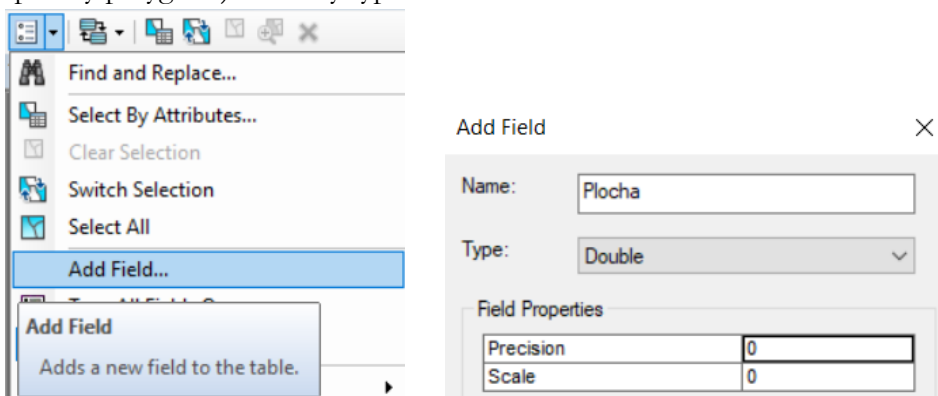 Find and Replace...
Select By Attributes...
Clear Selection
Switch Selection
Select All
Add Field...
Add Field
Adds a new field to the table.
Add Field
Name:
Plocha
Type:
Double
Field Properties
Precision 0
Scale 0